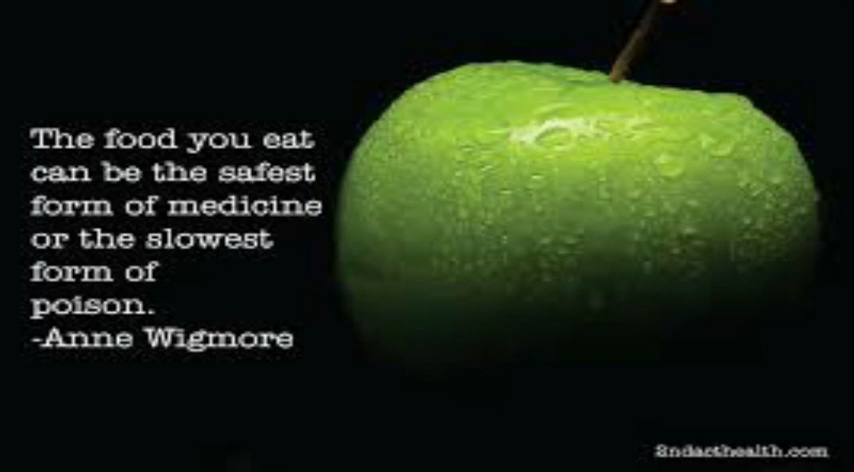 The food you eat
can be the safest
form of medicine
or the slowest
form of
poison.
-Anne Wigmore
2ndacthealth.com